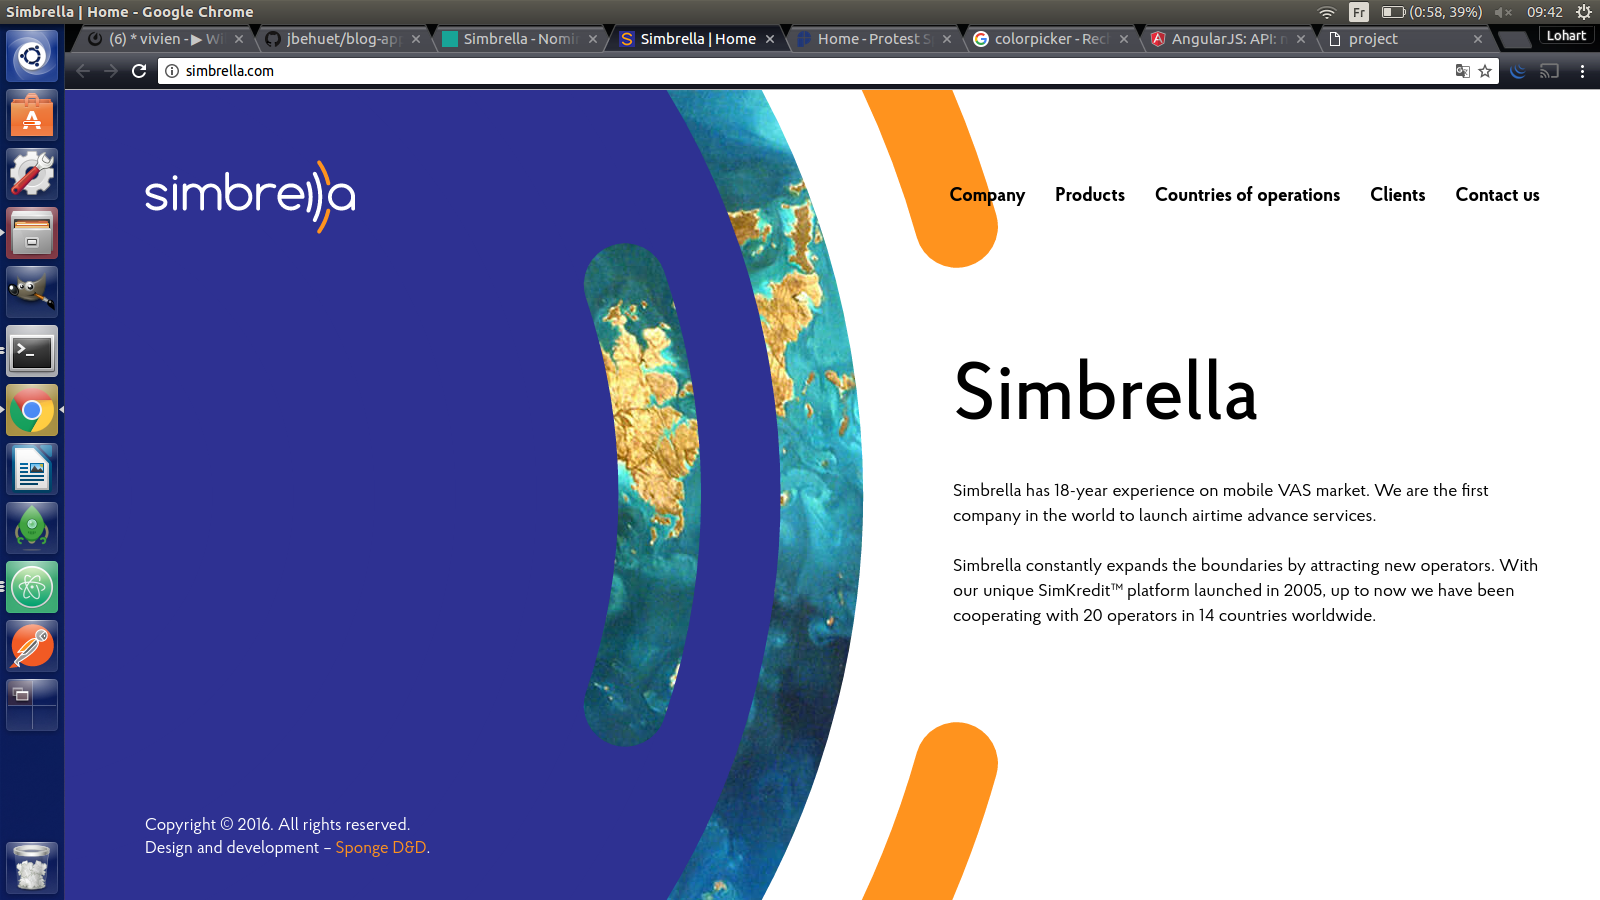 Simbrella | Home - Google Chrome
Fr
(0:58, 39%)
09:42
(6) * vivien - ▶ Wi
jbehuet/blog-app
Simbrella - Nomin
Simbrella | Home
Home - Protest S
colorpicker - Rech
AngularJS: API: n
project
Lohart
simbrella.com
simbrella
Company
Products
Countries of operations
Clients
Contact us
Simbrella
Simbrella has 18-year experience on mobile VAS market. We are the first
company in the world to launch airtime advance services.
Simbrella constantly expands the boundaries by attracting new operators. With
our unique SimKredit™ platform launched in 2005, up to now we have been
cooperating with 20 operators in 14 countries worldwide.
Copyright © 2016. All rights reserved.
Design and development – Sponge D&D.